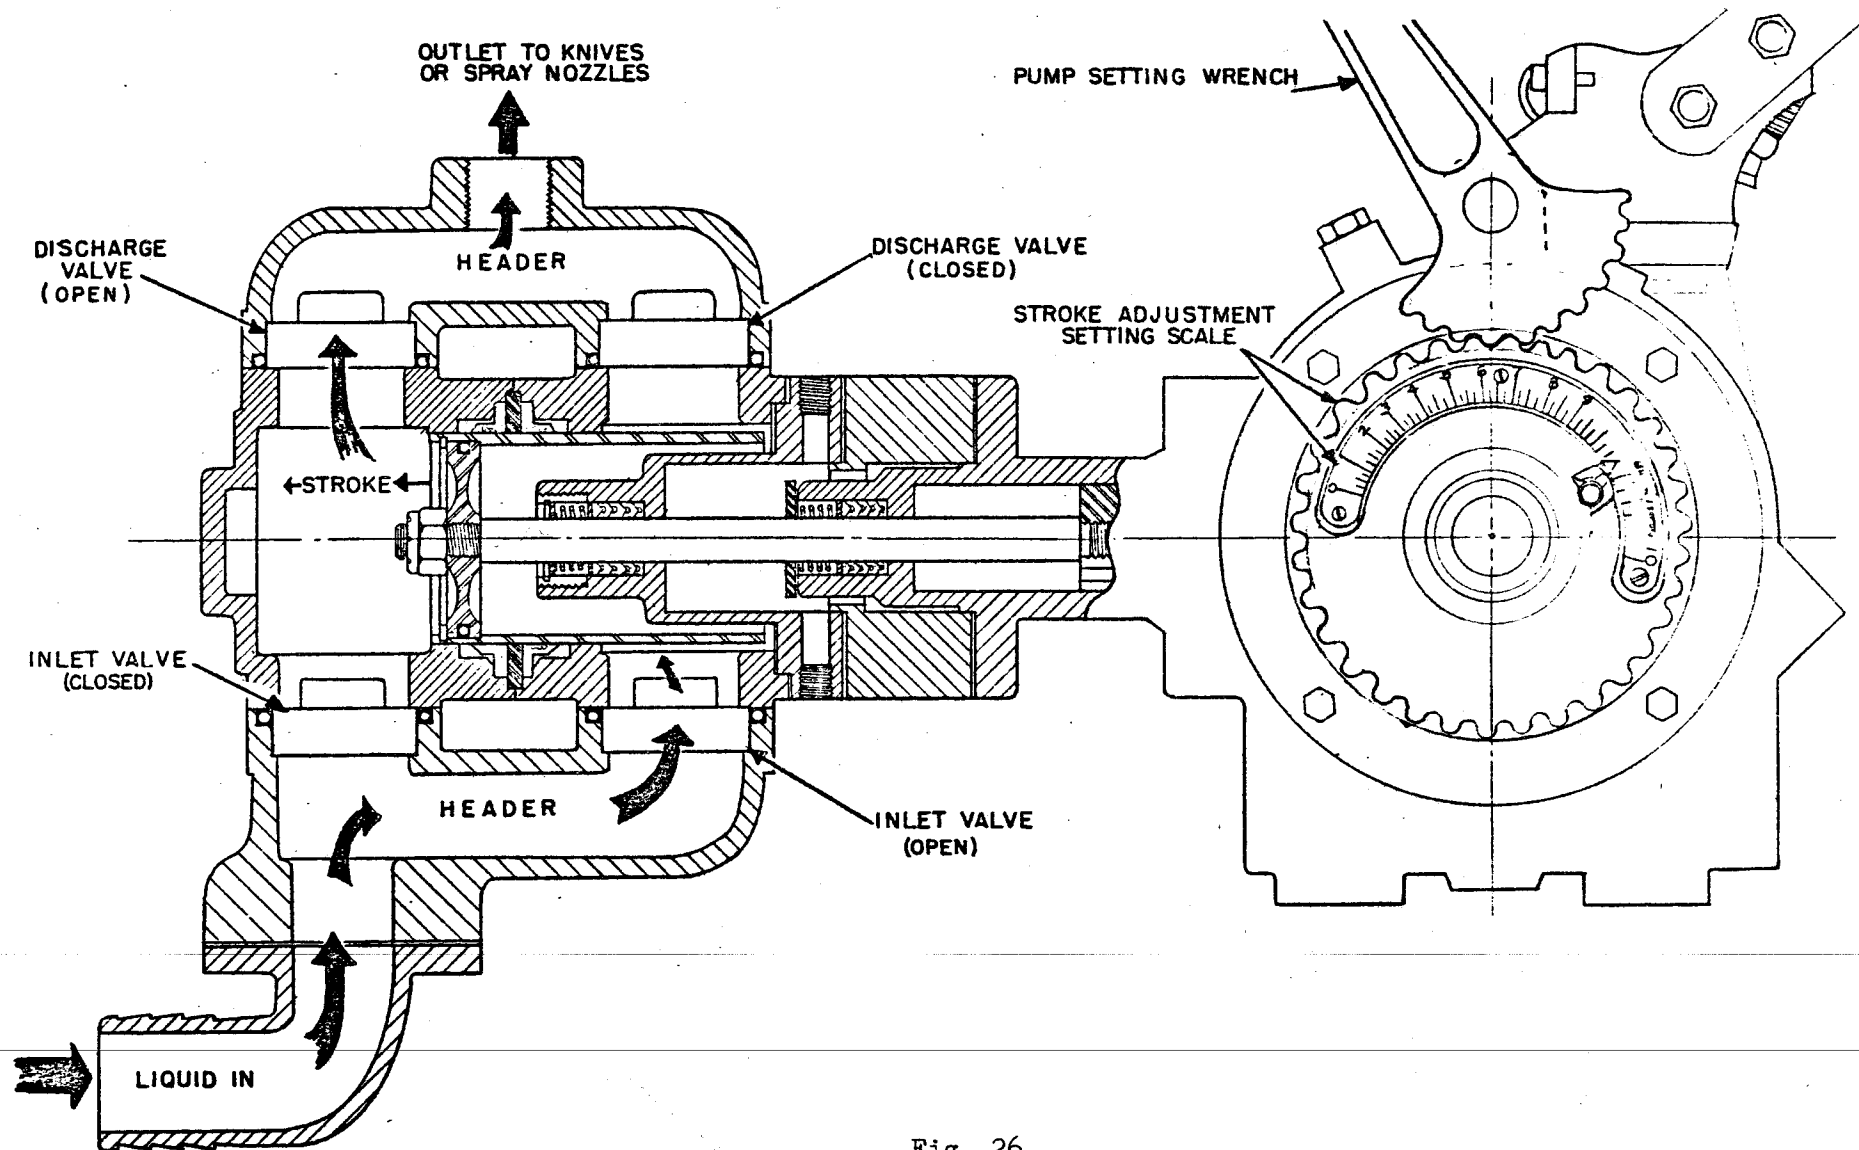 OUTLET TO KNIVES
OR SPRAY NOZZLES
PUMP SETTING WRENCH
DISCHARGE
VALVE
(OPEN)
HEADER
DISCHARGE VALVE
(CLOSED)
STROKE ADJUSTMENT
SETTING SCALE
STROKE
INLET VALVE
(CLOSED)
HEADER
INLET VALVE
(OPEN)
LIQUID IN
Fig. 26